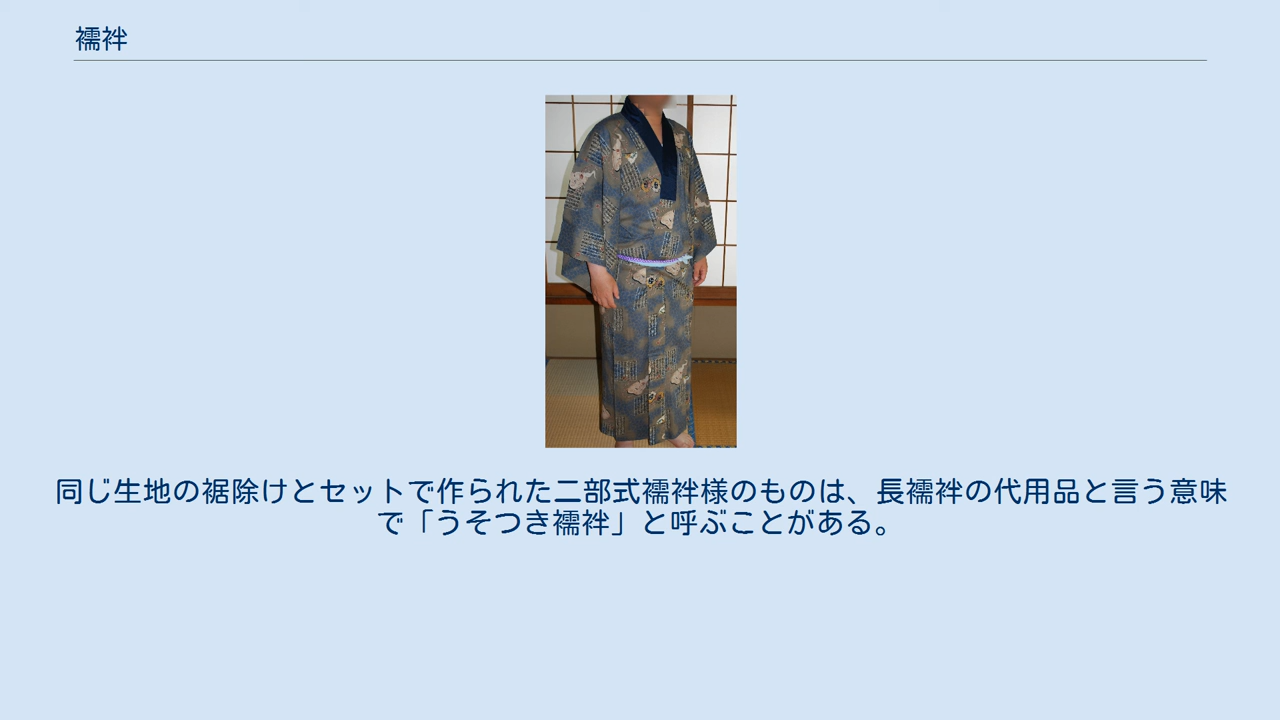 襦袢
同じ生地の裾除けとセットで作られた二部式襦袢様のものは、長襦袢の代用品と言う意味
で「うそつき襦袢」と呼ぶことがある。